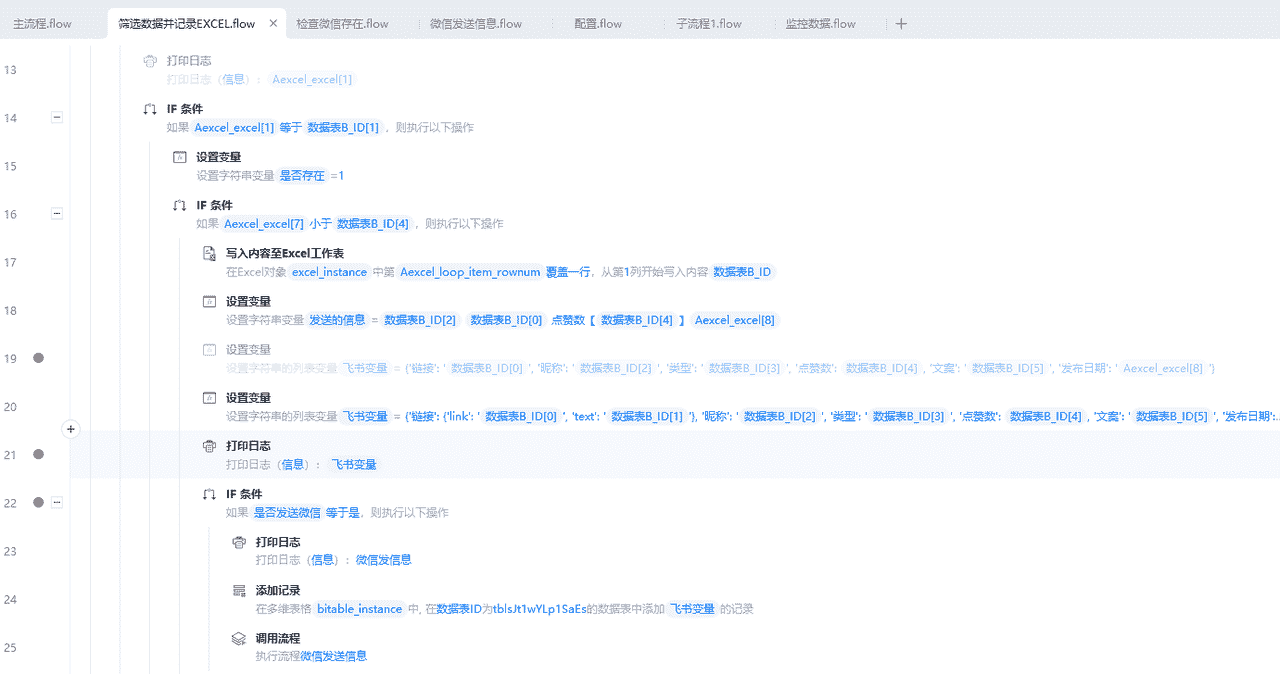 主流程.flow 筛选数据并记录EXCEL.flow × 检查微信存在.flow 微信发送信息.flow 配置.flow 子流程1.flow 监控数据.flow +
13 打印日志
打印日志（信息）： Aexcel_excel[1]
14 IF 条件
如果 Aexcel_excel[1] 等于 数据表B_ID[1] ，则执行以下操作
15 设置变量
设置字符串变量 是否存在 =1
16 IF 条件
如果 Aexcel_excel[7] 小于 数据表B_ID[4] ，则执行以下操作
17 写入内容至Excel工作表
在Excel对象 excel_instance 中第 Aexcel_loop_item_rownum 覆盖一行，从第1列开始写入内容 数据表B_ID
18 设置变量
设置字符串变量 发送的信息 = 数据表B_ID[2] 数据表B_ID[0] 点赞数【 数据表B_ID[4] 】 Aexcel_excel[8]
19 设置变量
设置字符串的列表变量 飞书变量 = {'链接': ' 数据表B_ID[0] ', '昵称': ' 数据表B_ID[2] ', '类型': ' 数据表B_ID[3] ', '点赞数': 数据表B_ID[4] , '文案': ' 数据表B_ID[5] ', '发布日期': ' Aexcel_excel[8] '}
20 设置变量
设置字符串的列表变量 飞书变量 = {'链接': {'link': ' 数据表B_ID[0] ', 'text': ' 数据表B_ID[1] '}, '昵称': ' 数据表B_ID[2] ', '类型': ' 数据表B_ID[3] ', '点赞数': 数据表B_ID[4] , '文案': ' 数据表B_ID[5] ', '发布日期':...
21 打印日志
打印日志（信息）： 飞书变量
22 IF 条件
如果 是否发送微信 等于是，则执行以下操作
23 打印日志
打印日志（信息）： 微信发信息
24 添加记录
在多维表格 bitable_instance 中, 在数据表ID为tblsJt1wYLp1SaEs的数据表中添加 飞书变量 的记录
25 调用流程
执行流程微信发送信息